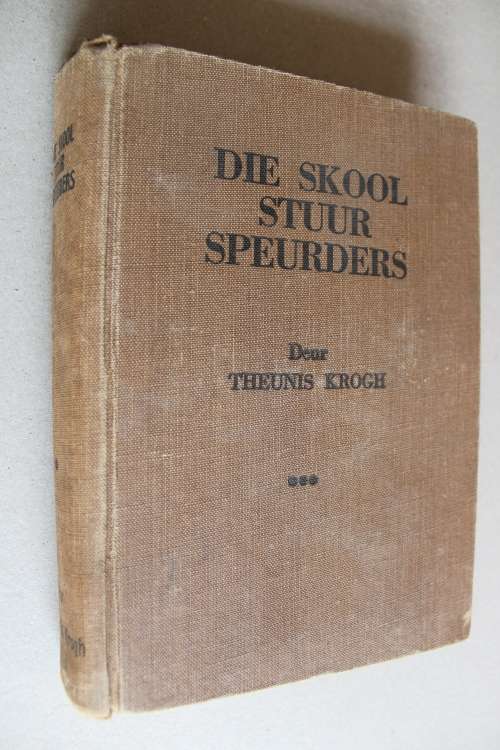 DIE SKOOL
STUUR
SPEURDERS
Deur
THEUNIS KROGH